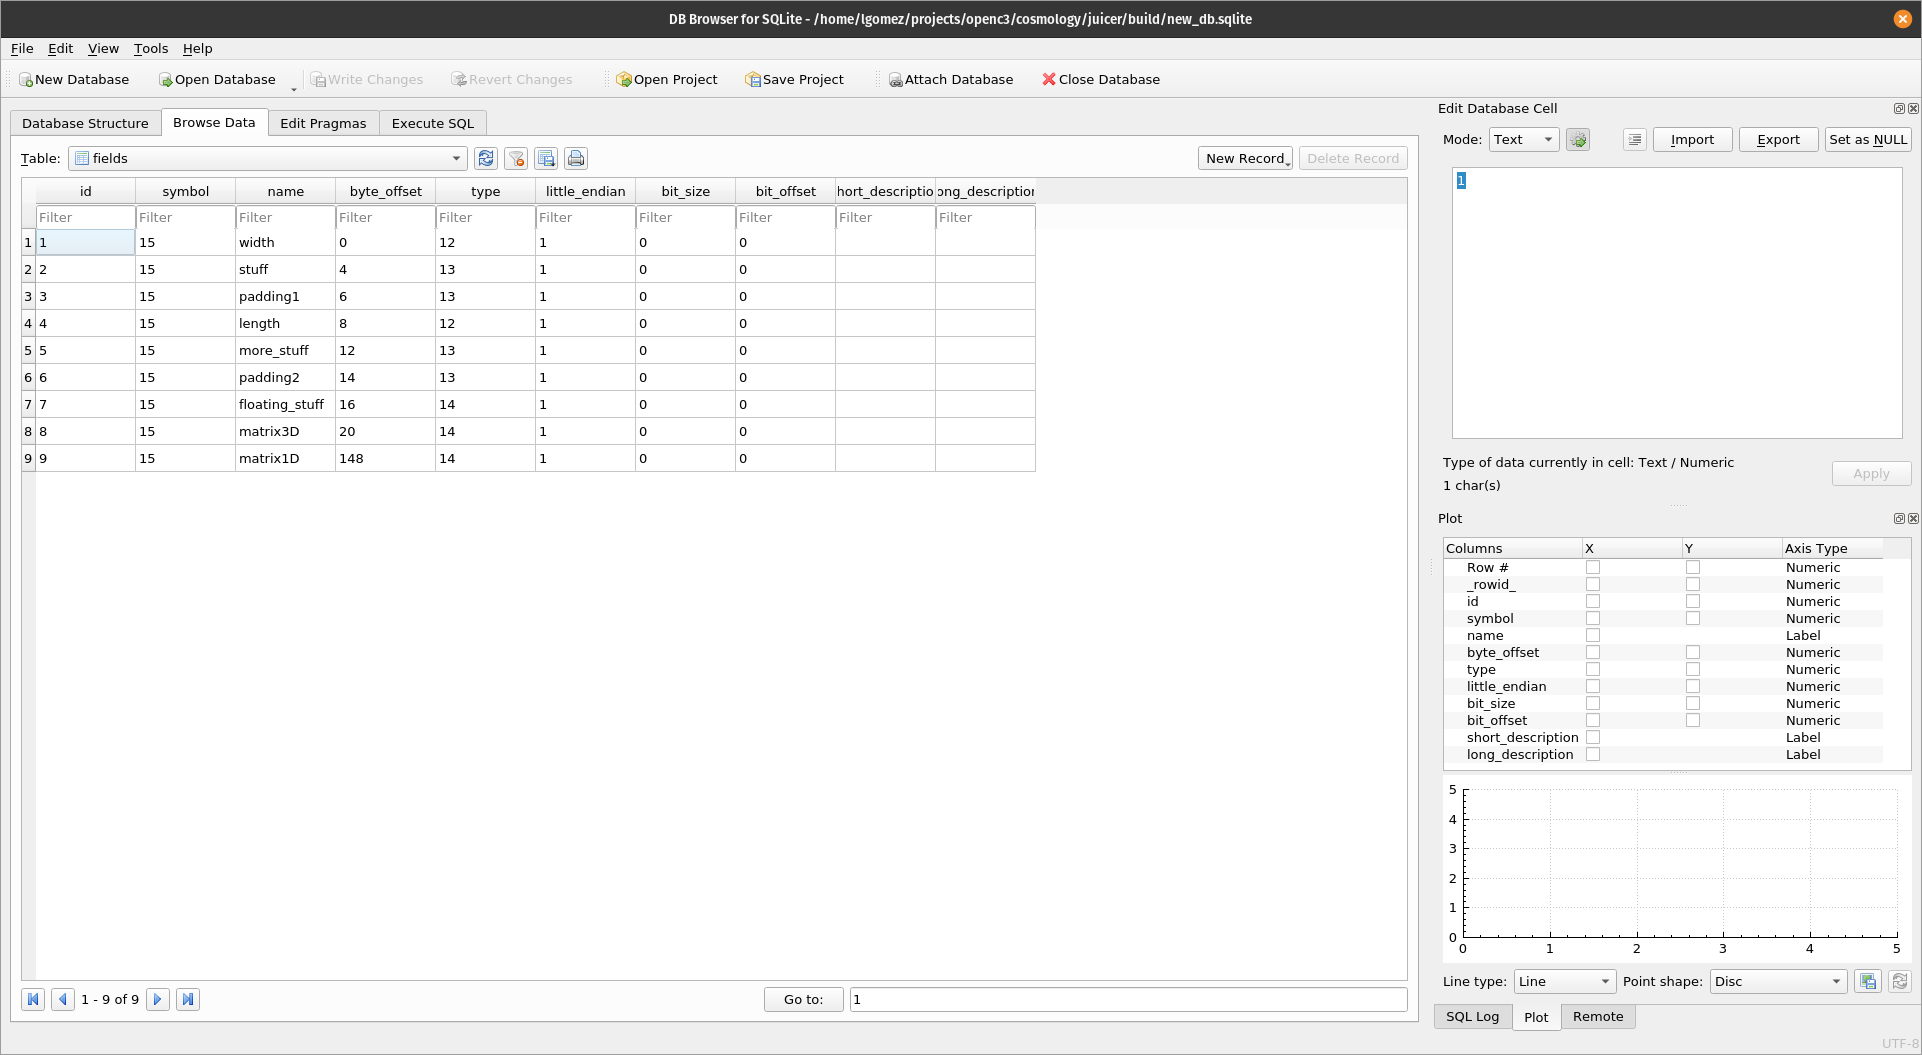 DB Browser for SQLite - /home/lgomez/projects/openc3/cosmology/juicer/build/new_db.sqlite
File Edit View Tools Help
New Database Open Database Write Changes Revert Changes Open Project Save Project Attach Database Close Database
Database Structure Browse Data Edit Pragmas Execute SQL
Table: fields New Record Delete Record
id symbol name byte_offset type little_endian bit_size bit_offset hort_descriptio ong_description
Filter Filter Filter Filter Filter Filter Filter Filter Filter Filter
1 1 15 width 0 12 1 0 0
2 2 15 stuff 4 13 1 0 0
3 3 15 padding1 6 13 1 0 0
4 4 15 length 8 12 1 0 0
5 5 15 more_stuff 12 13 1 0 0
6 6 15 padding2 14 13 1 0 0
7 7 15 floating_stuff 16 14 1 0 0
8 8 15 matrix3D 20 14 1 0 0
9 9 15 matrix1D 148 14 1 0 0
1 - 9 of 9 Go to: 1
Edit Database Cell
Mode: Text Import Export Set as NULL
1
Type of data currently in cell: Text / Numeric
1 char(s)
Apply
Plot
Columns X Y Axis Type
Row # Numeric
_rowid_ Numeric
id Numeric
symbol Numeric
name Label
byte_offset Numeric
type Numeric
little_endian Numeric
bit_size Numeric
bit_offset Numeric
short_description Label
long_description Label
5
4
3
2
1
0
0 1 2 3 4 5
Line type: Line Point shape: Disc
SQL Log Plot Remote
UTF-8